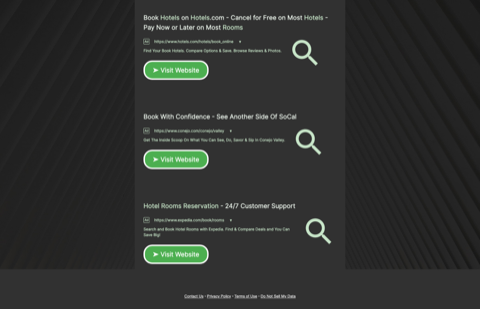 Book Hotels on Hotels.com - Cancel for Free on Most Hotels -
Pay Now or Later on Most Rooms
Ad https://www.hotels.com/hotels/book_online
Find Your Book Hotels. Compare Options & Save. Browse Reviews & Photos.
➤ Visit Website
Book With Confidence - See Another Side Of SoCal
Ad https://www.conejo.com/conejo/valley
Get The Inside Scoop On What You Can See, Do, Savor & Sip In Conejo Valley.
➤ Visit Website
Hotel Rooms Reservation - 24/7 Customer Support
Ad https://www.expedia.com/book/rooms
Search and Book Hotel Rooms with Expedia. Find & Compare Deals and You Can
Save Big!
➤ Visit Website
Contact Us - Privacy Policy - Terms of Use - Do Not Sell My Data